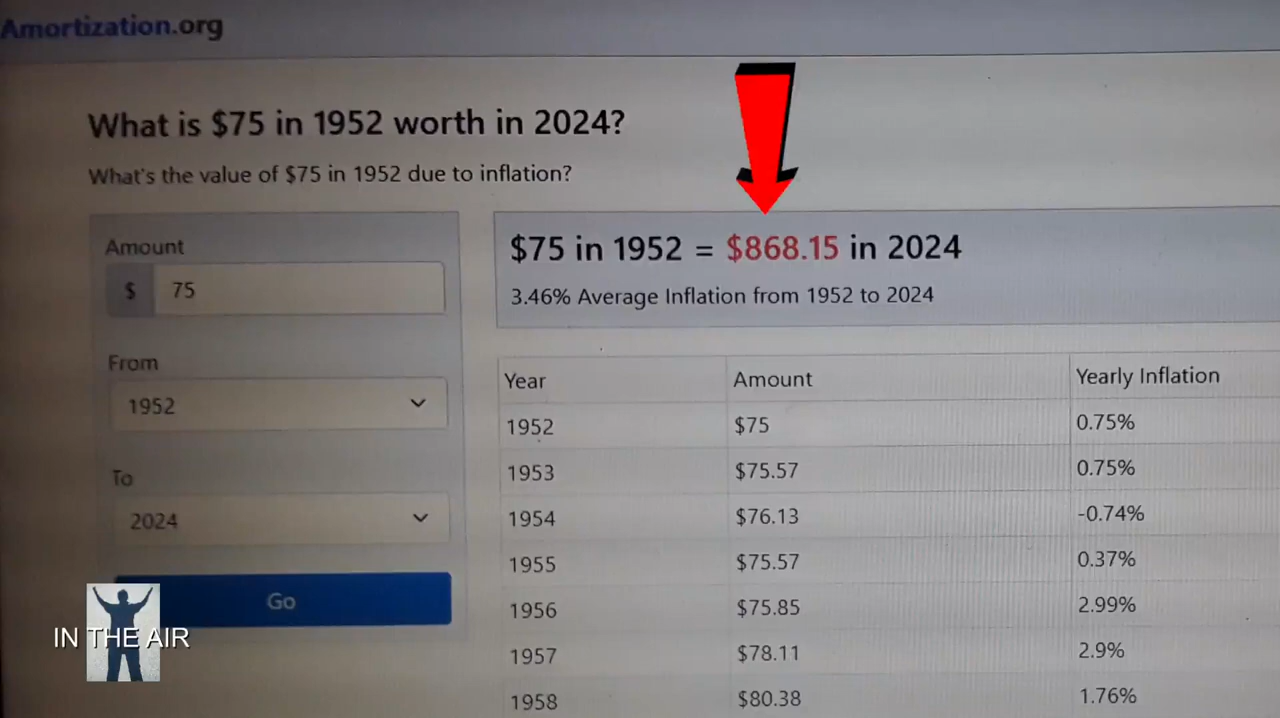 Amortization.org
What is $75 in 1952 worth in 2024?
What's the value of $75 in 1952 due to inflation?
Amount
$ 75
From
1952
To
2024
Go
$75 in 1952 = $868.15 in 2024
3.46% Average Inflation from 1952 to 2024
Year Amount Yearly Inflation
1952 $75 0.75%
1953 $75.57 0.75%
1954 $76.13 -0.74%
1955 $75.57 0.37%
1956 $75.85 2.99%
1957 $78.11 2.9%
1958 $80.38 1.76%
IN THE AIR